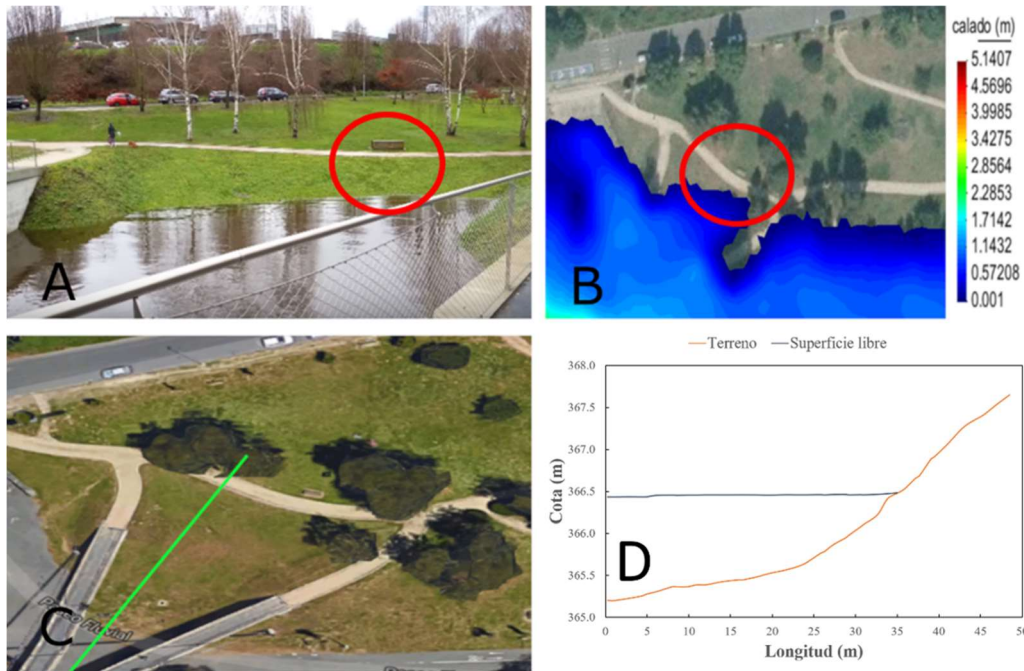 A
B
calado (m)
5.1407
4.5696
3.9985
3.4275
2.8564
2.2853
1.7142
1.1432
0.57208
0.001
C
Paseo Fluvial
Terreno
Superficie libre
368.0
367.5
367.0
366.5
366.0
365.5
365.0
Cota (m)
D
0 5 10 15 20 25 30 35 40 45 50
Longitud (m)